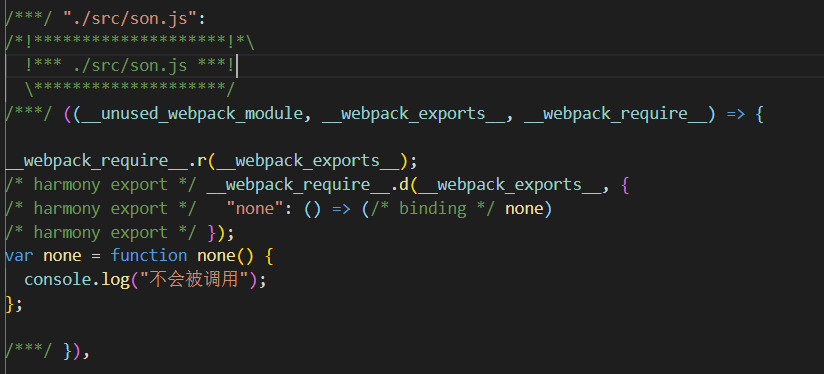 /***/ "./src/son.js":
/*!********************!*\
  !*** ./src/son.js ***!
  \********************/
/***/ ((__unused_webpack_module, __webpack_exports__, __webpack_require__) => {
__webpack_require__.r(__webpack_exports__);
/* harmony export */ __webpack_require__.d(__webpack_exports__, {
/* harmony export */   "none": () => (/* binding */ none)
/* harmony export */ });
var none = function none() {
  console.log("不会被调用");
};
/***/ }),